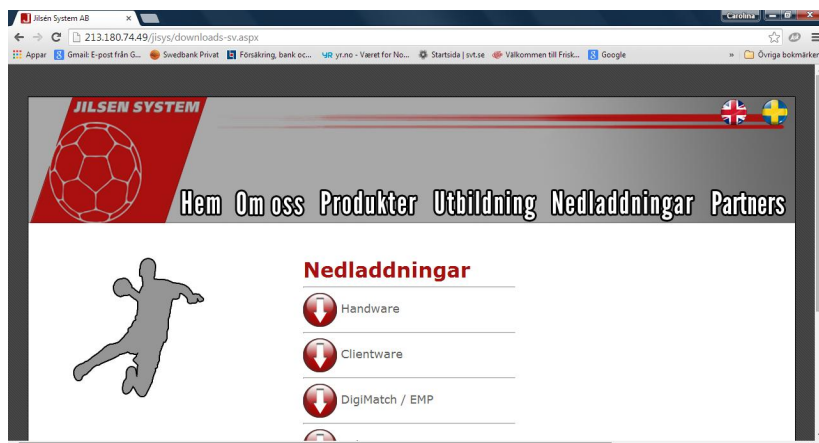 Jilsén System AB
Carolina
213.180.74.49/jisys/downloads-sv.aspx
Appar Gmail: E-post från G... Swedbank Privat Försäkring, bank oc... yr.no - Været for No... Startsida | svt.se Välkommen till Frisk... Google » Övriga bokmärken
JILSEN SYSTEM
Hem Om oss Produkter Utbildning Nedladdningar Partners
Nedladdningar
Handware
Clientware
DigiMatch / EMP